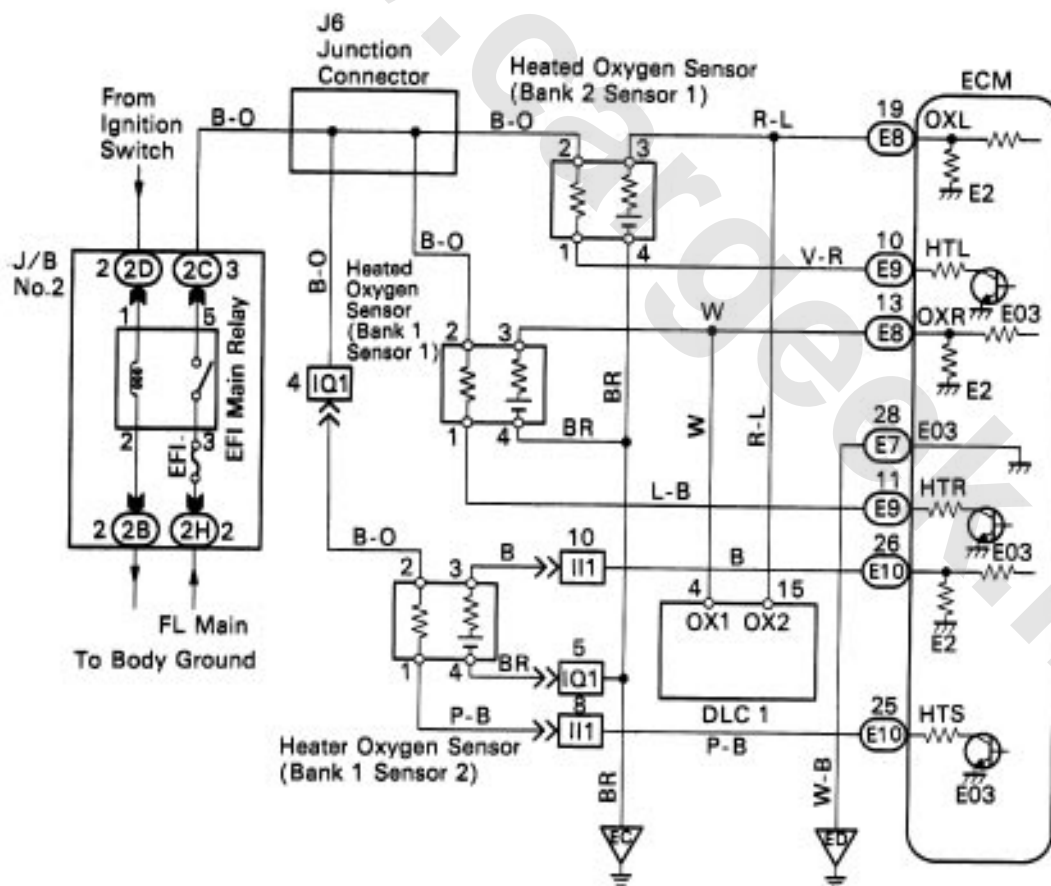 J6
Junction
Connector
Heated Oxygen Sensor
(Bank 2 Sensor 1)
ECM
From
Ignition
Switch
B-O
B-O
R-L
19
E8
OXL
E2
2
3
1
4
10
E9
HTL
V-R
E03
J/B
No.2
2
2D
2C
3
1
5
EFI Main Relay
2
3
EFI
2
2B
2H
2
FL Main
To Body Ground
B-O
B-O
Heated
Oxygen
Sensor
(Bank 1
Sensor 1)
2
3
1
4
W
13
E8
OXR
E2
BR
BR
W
R-L
28
E7
E03
4
IQ1
L-B
11
E9
HTR
E03
B-O
2
3
1
4
B
10
II1
B
26
E10
E2
4
15
OX1
OX2
DLC 1
BR
5
IQ1
8
II1
P-B
P-B
25
E10
HTS
E03
Heater Oxygen Sensor
(Bank 1 Sensor 2)
BR
W-B
EC
ED